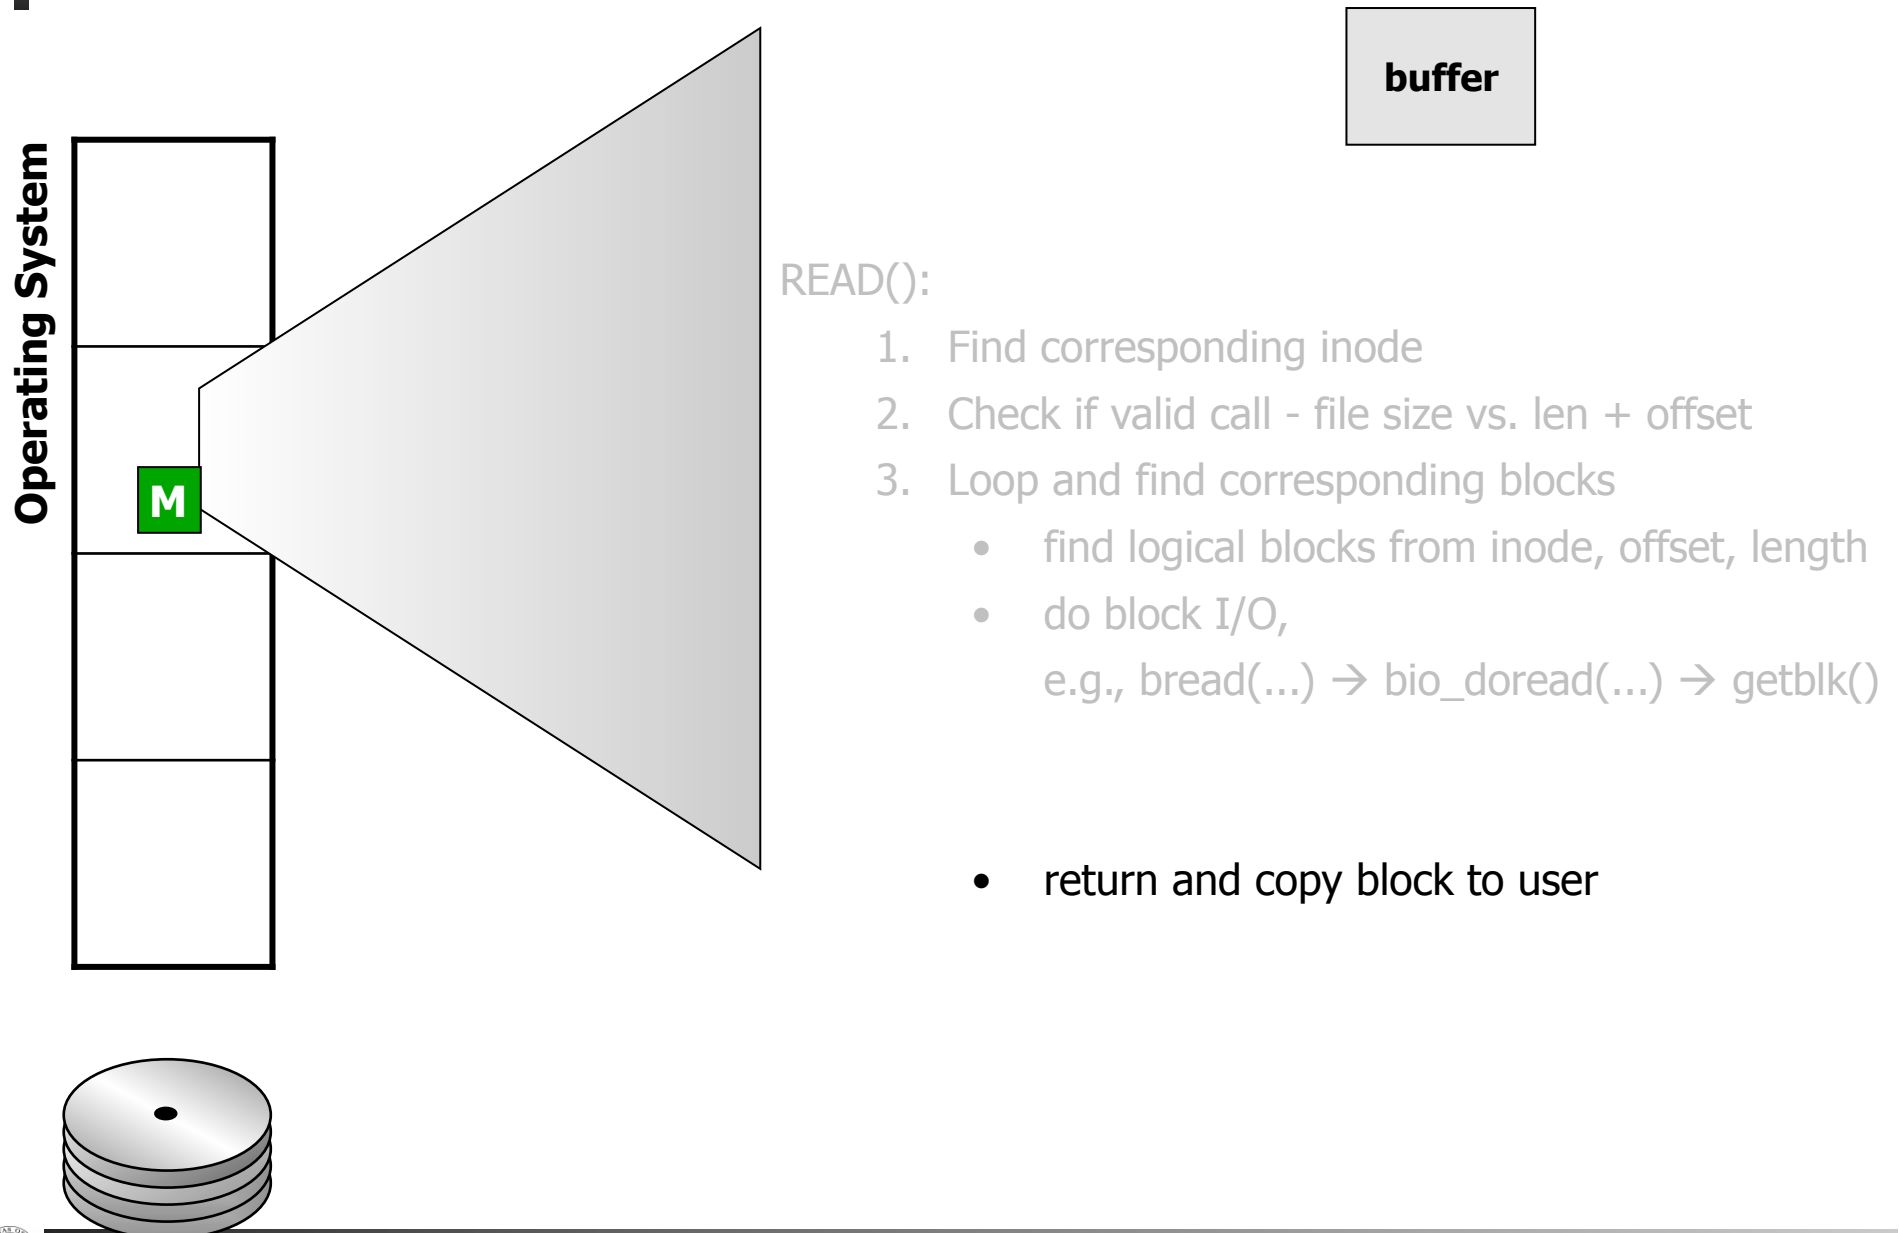 buffer
Operating System
M
READ():
1. Find corresponding inode
2. Check if valid call - file size vs. len + offset
3. Loop and find corresponding blocks
• find logical blocks from inode, offset, length
• do block I/O,
e.g., bread(...) → bio_doread(...) → getblk()
• return and copy block to user